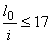 l₀/i ≤ 17